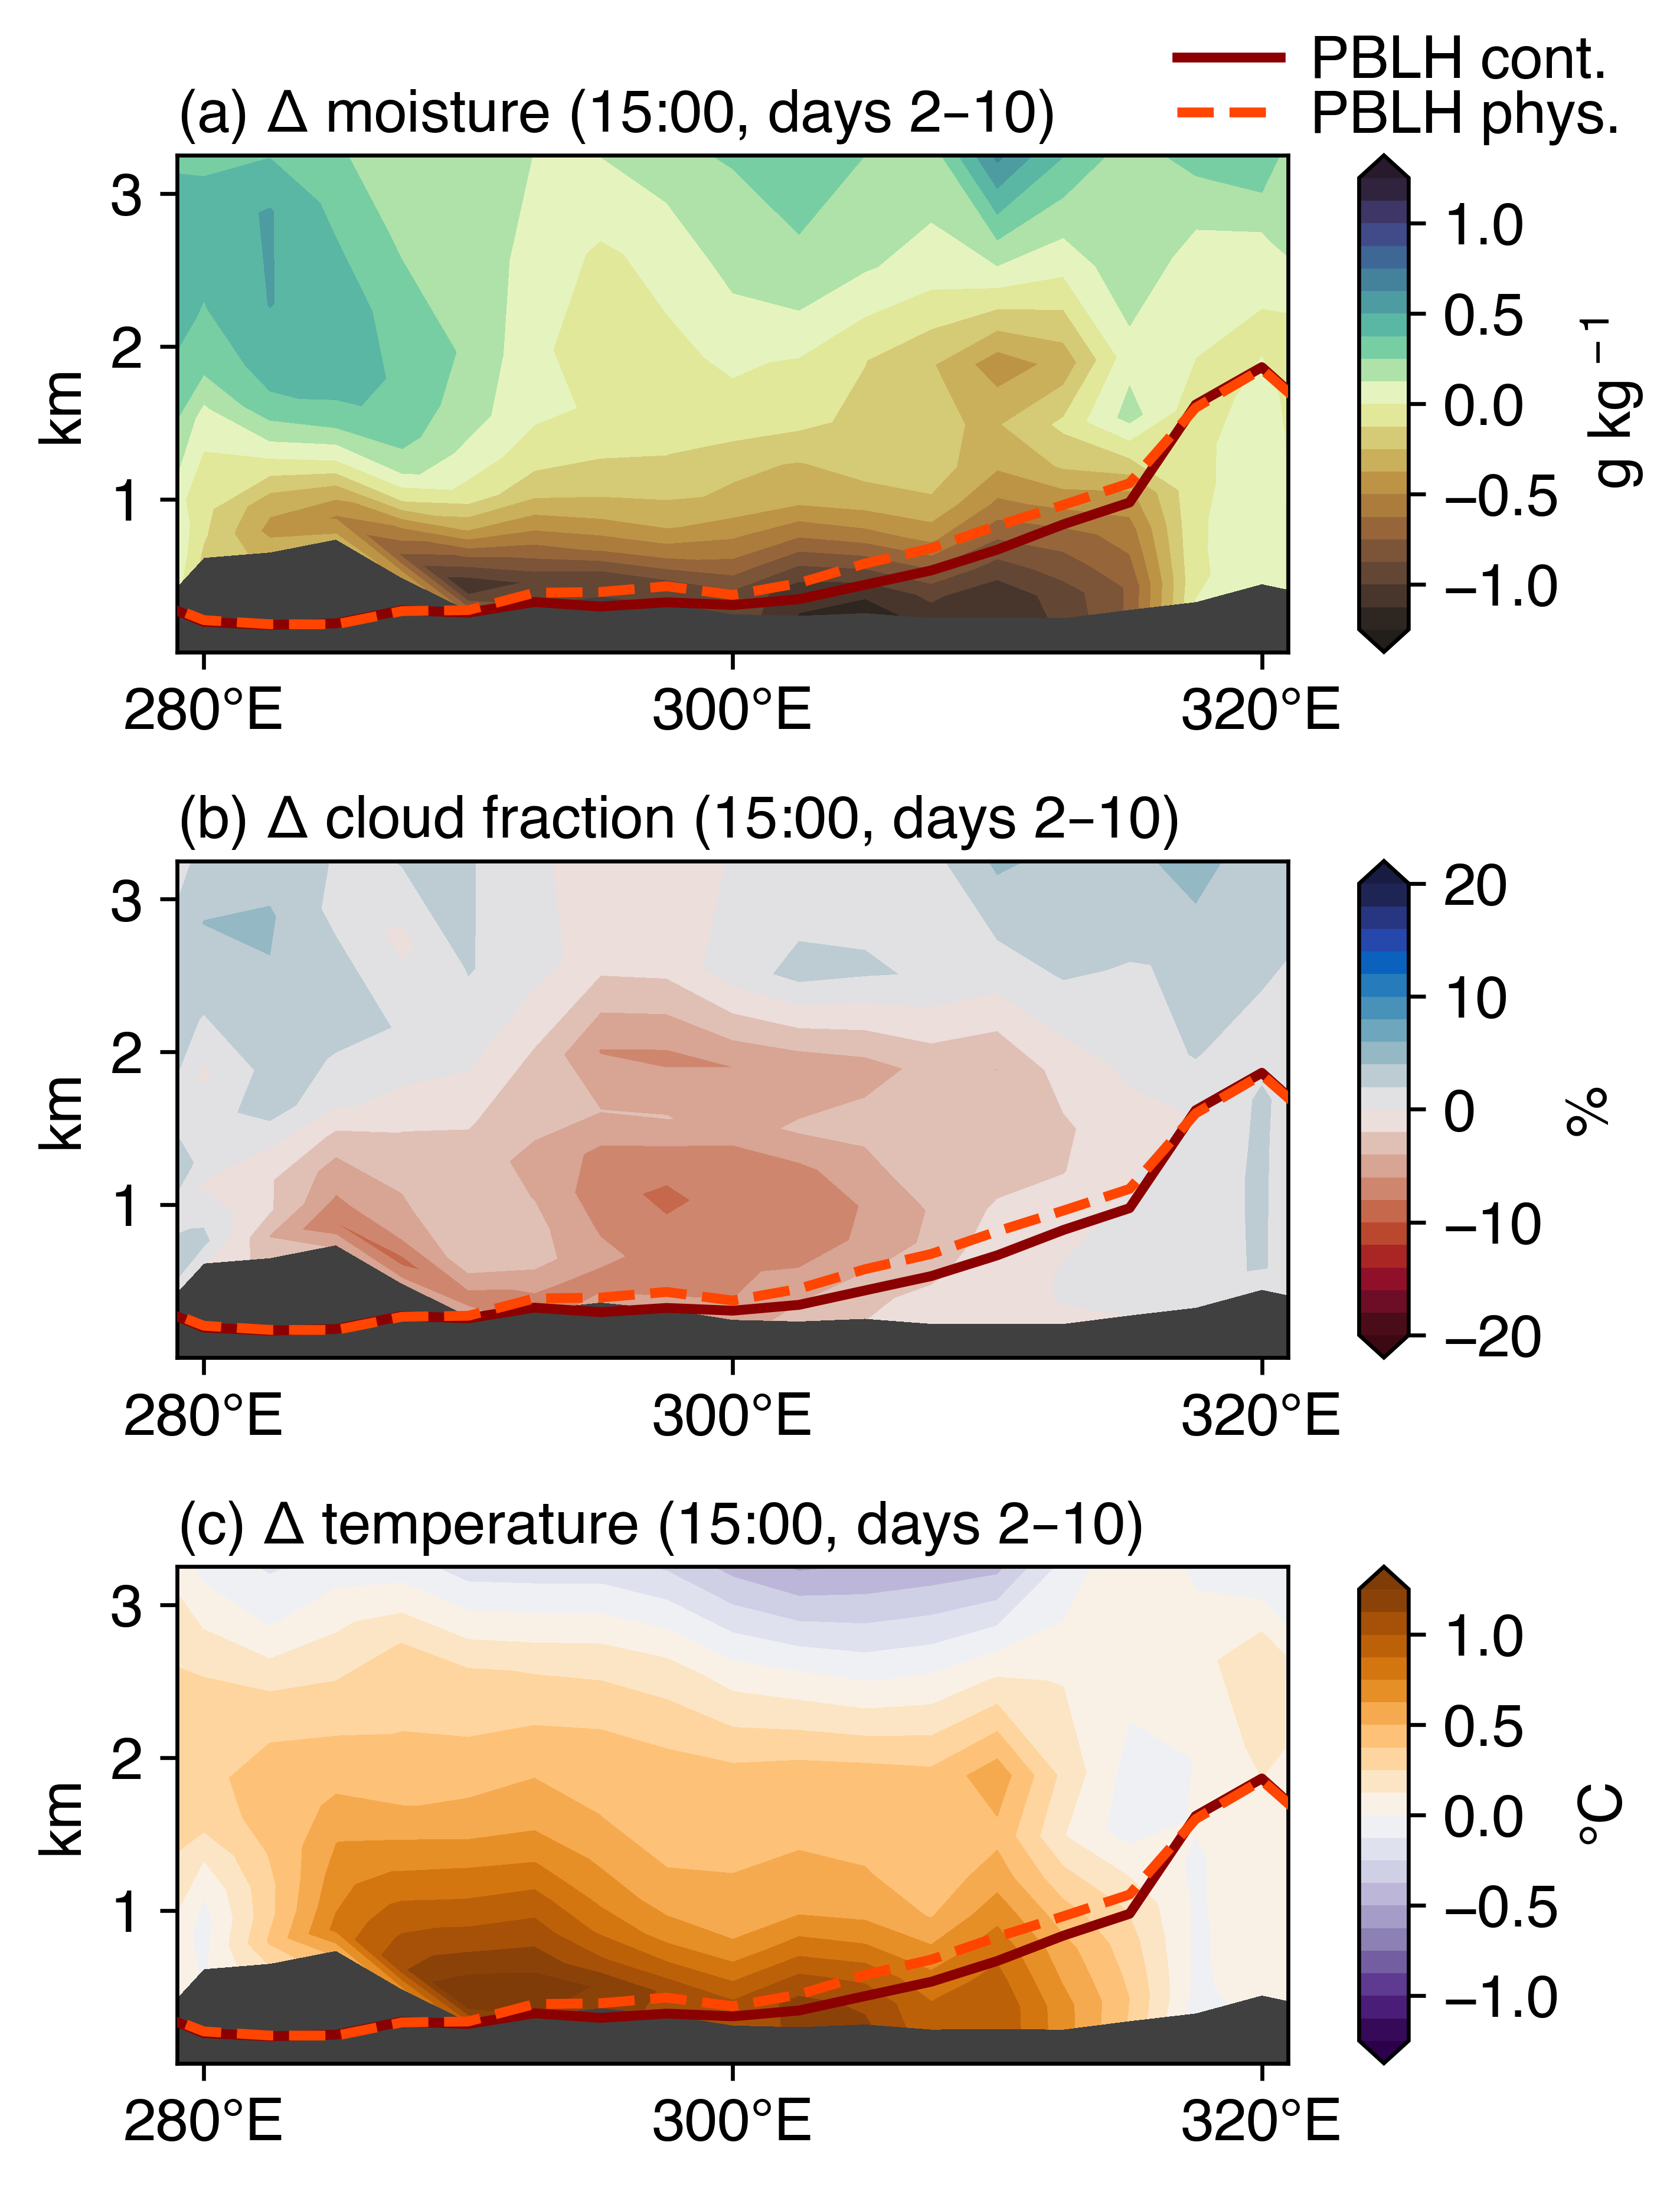 PBLH cont.
PBLH phys.
(a) Δ moisture (15:00, days 2–10)
3
2
1
km
280°E
300°E
320°E
1.0
0.5
0.0
−0.5
−1.0
g kg⁻¹
(b) Δ cloud fraction (15:00, days 2–10)
3
2
1
km
280°E
300°E
320°E
20
10
0
−10
−20
%
(c) Δ temperature (15:00, days 2–10)
3
2
1
km
280°E
300°E
320°E
1.0
0.5
0.0
−0.5
−1.0
°C